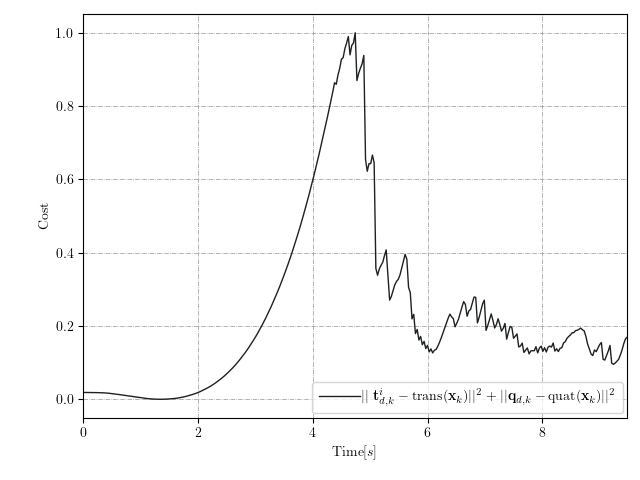 1.0
0.8
0.6
0.4
0.2
0.0
Cost
|| t^i_{d,k} − trans(x_k)||^2 + ||q_{d,k} − quat(x_k)||^2
0 2 4 6 8
Time[s]